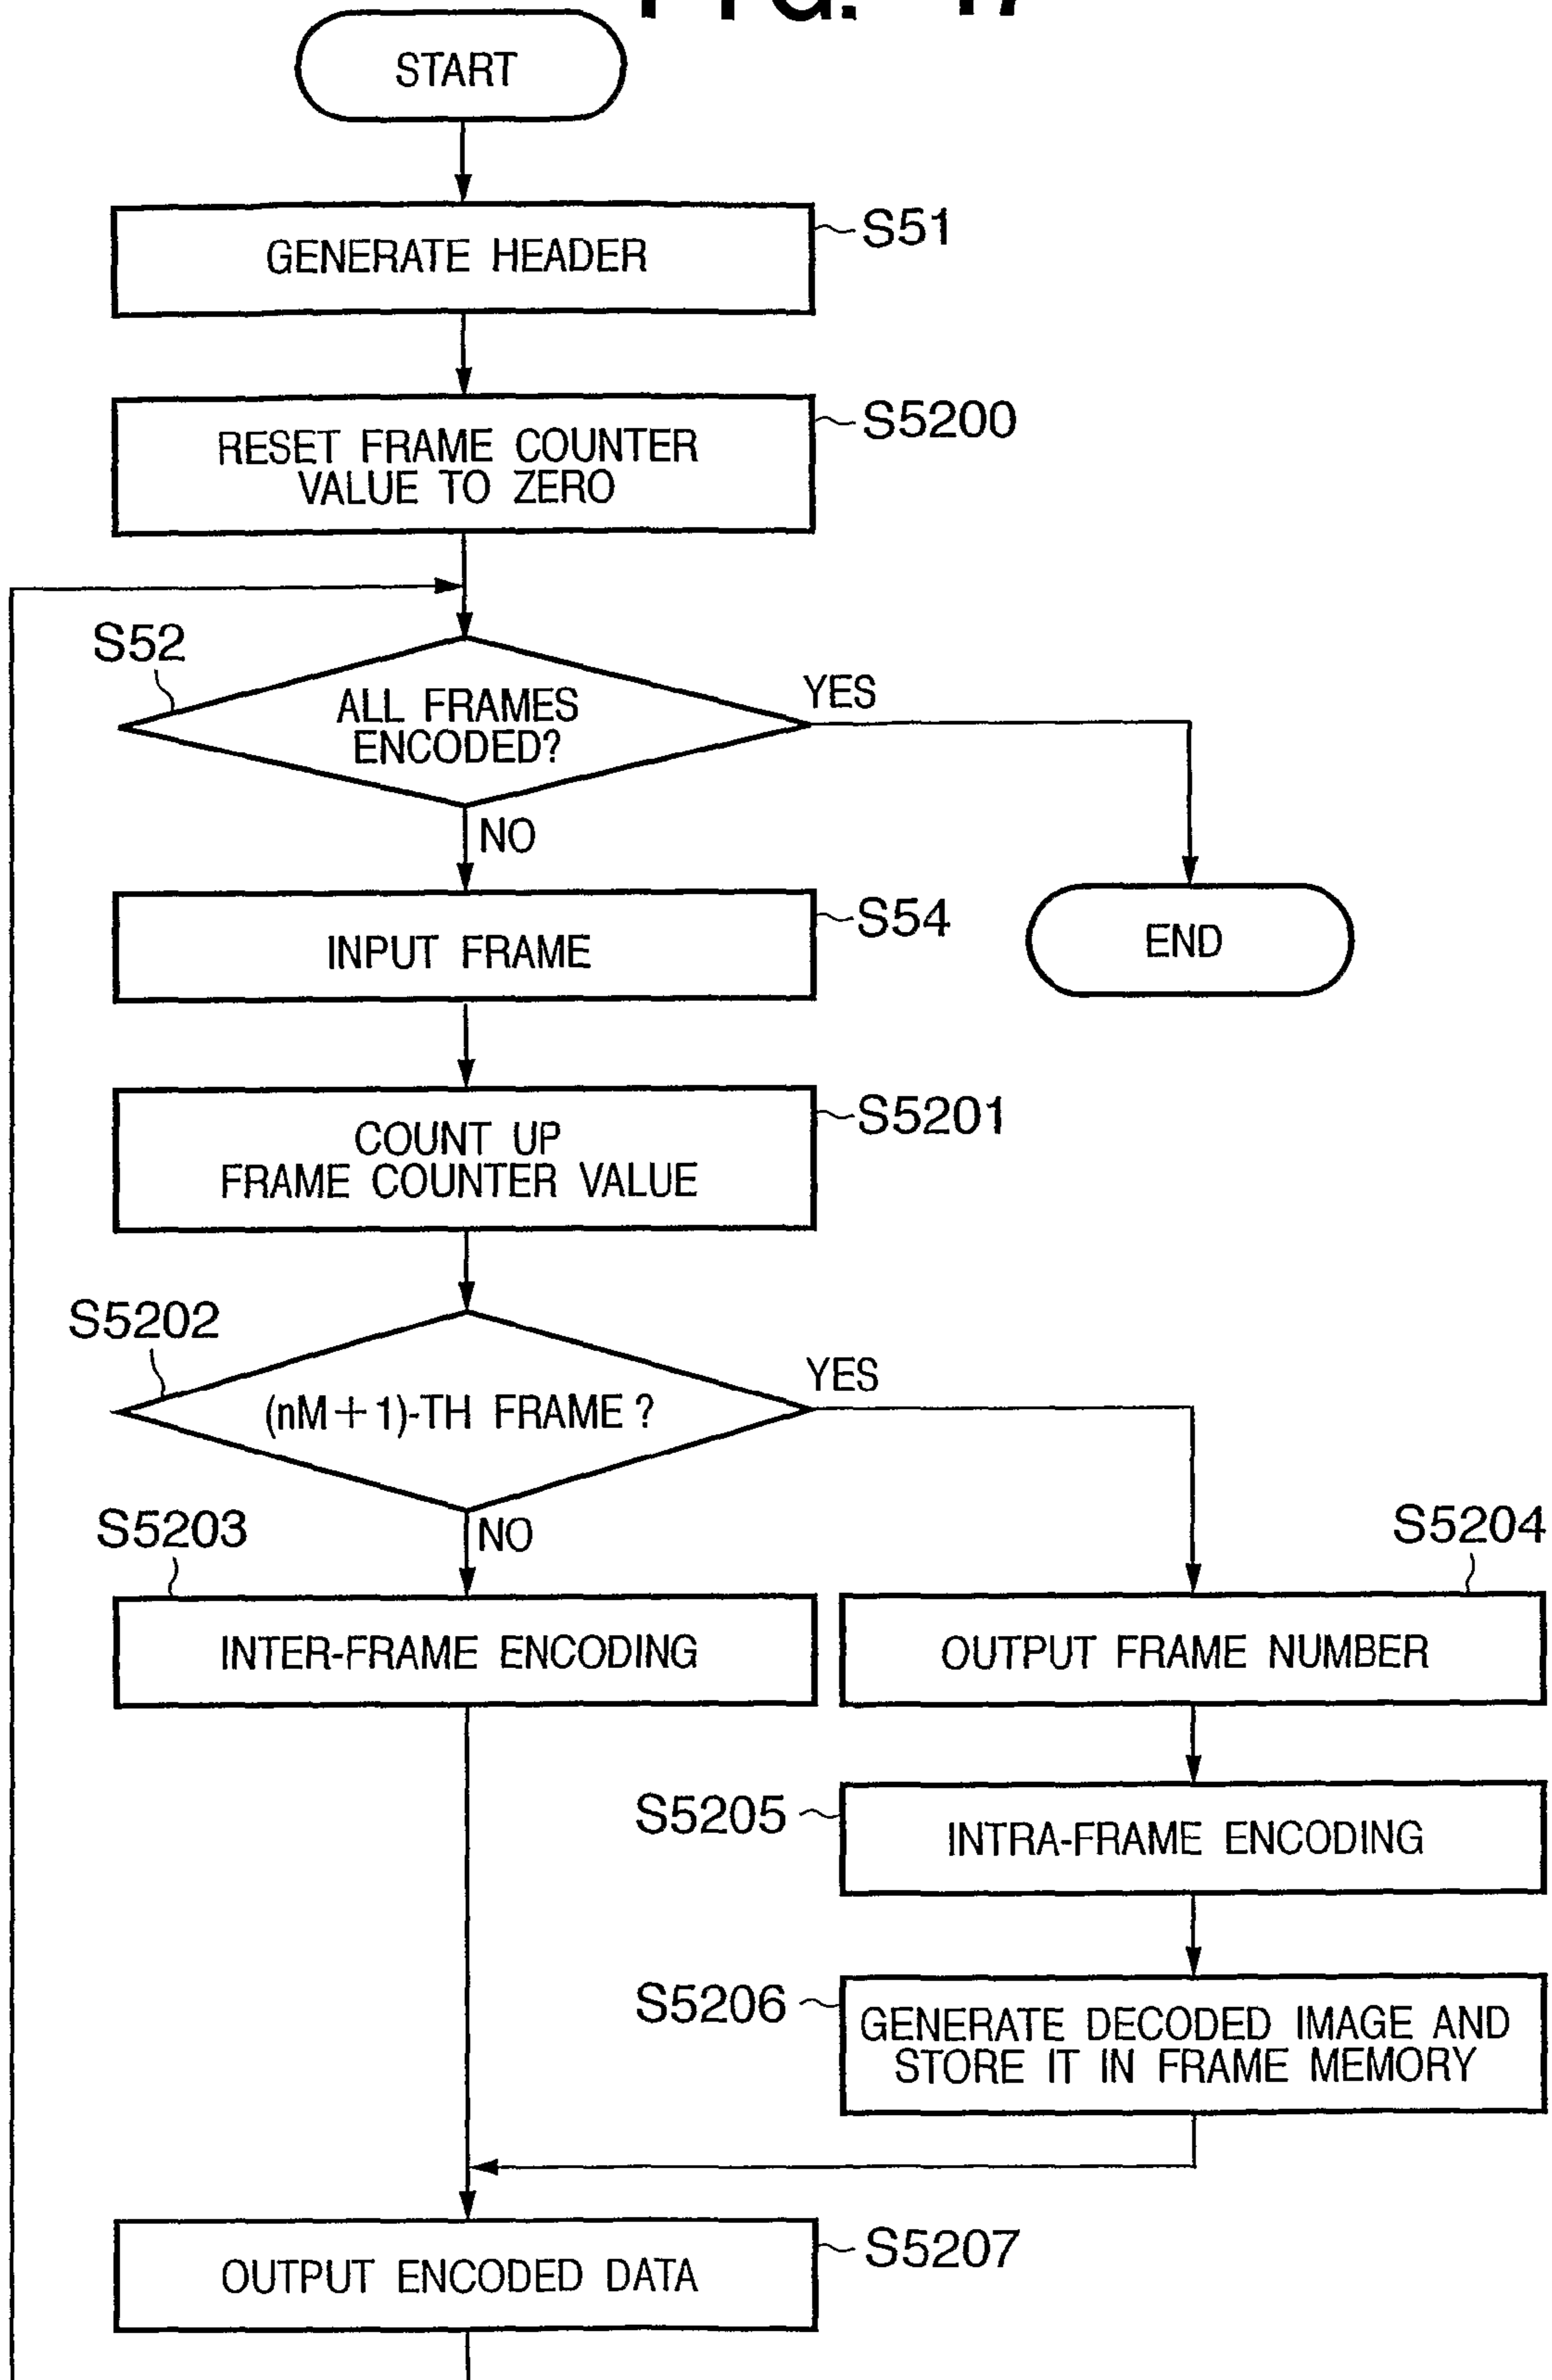 START
GENERATE HEADER
S51
RESET FRAME COUNTER
VALUE TO ZERO
S5200
S52
ALL FRAMES
ENCODED?
YES
NO
INPUT FRAME
S54
END
COUNT UP
FRAME COUNTER VALUE
S5201
S5202
(nM+1)-TH FRAME?
YES
NO
S5203
S5204
INTER-FRAME ENCODING
OUTPUT FRAME NUMBER
S5205
INTRA-FRAME ENCODING
S5206
GENERATE DECODED IMAGE AND
STORE IT IN FRAME MEMORY
OUTPUT ENCODED DATA
S5207